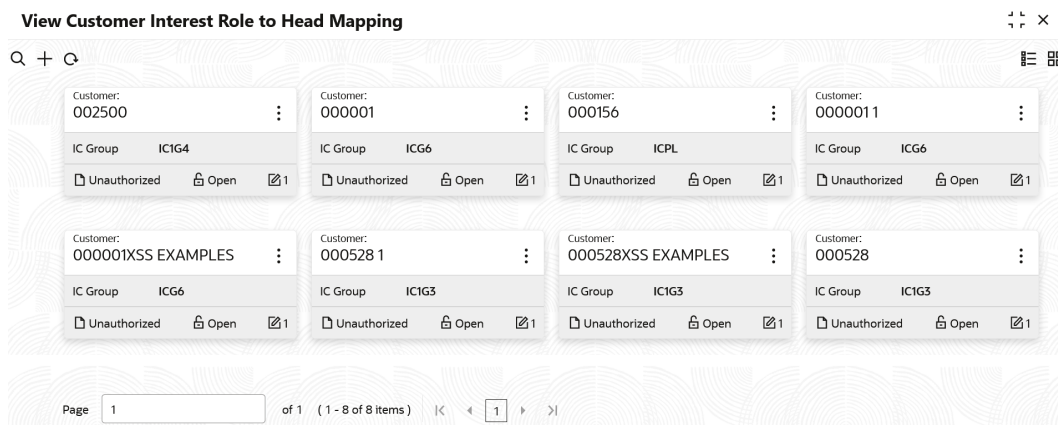 View Customer Interest Role to Head Mapping
Customer: Customer: Customer: Customer:
002500 000001 000156 0000011
IC Group IC1G4 IC Group ICG6 IC Group ICPL IC Group ICG6
Unauthorized Open 1 Unauthorized Open 1 Unauthorized Open 1 Unauthorized Open 1
Customer: Customer: Customer: Customer:
000001XSS EXAMPLES 000528 1 000528XSS EXAMPLES 000528
IC Group ICG6 IC Group IC1G3 IC Group IC1G3 IC Group IC1G3
Unauthorized Open 1 Unauthorized Open 1 Unauthorized Open 1 Unauthorized Open 1
Page 1 of 1 ( 1 - 8 of 8 items ) 1